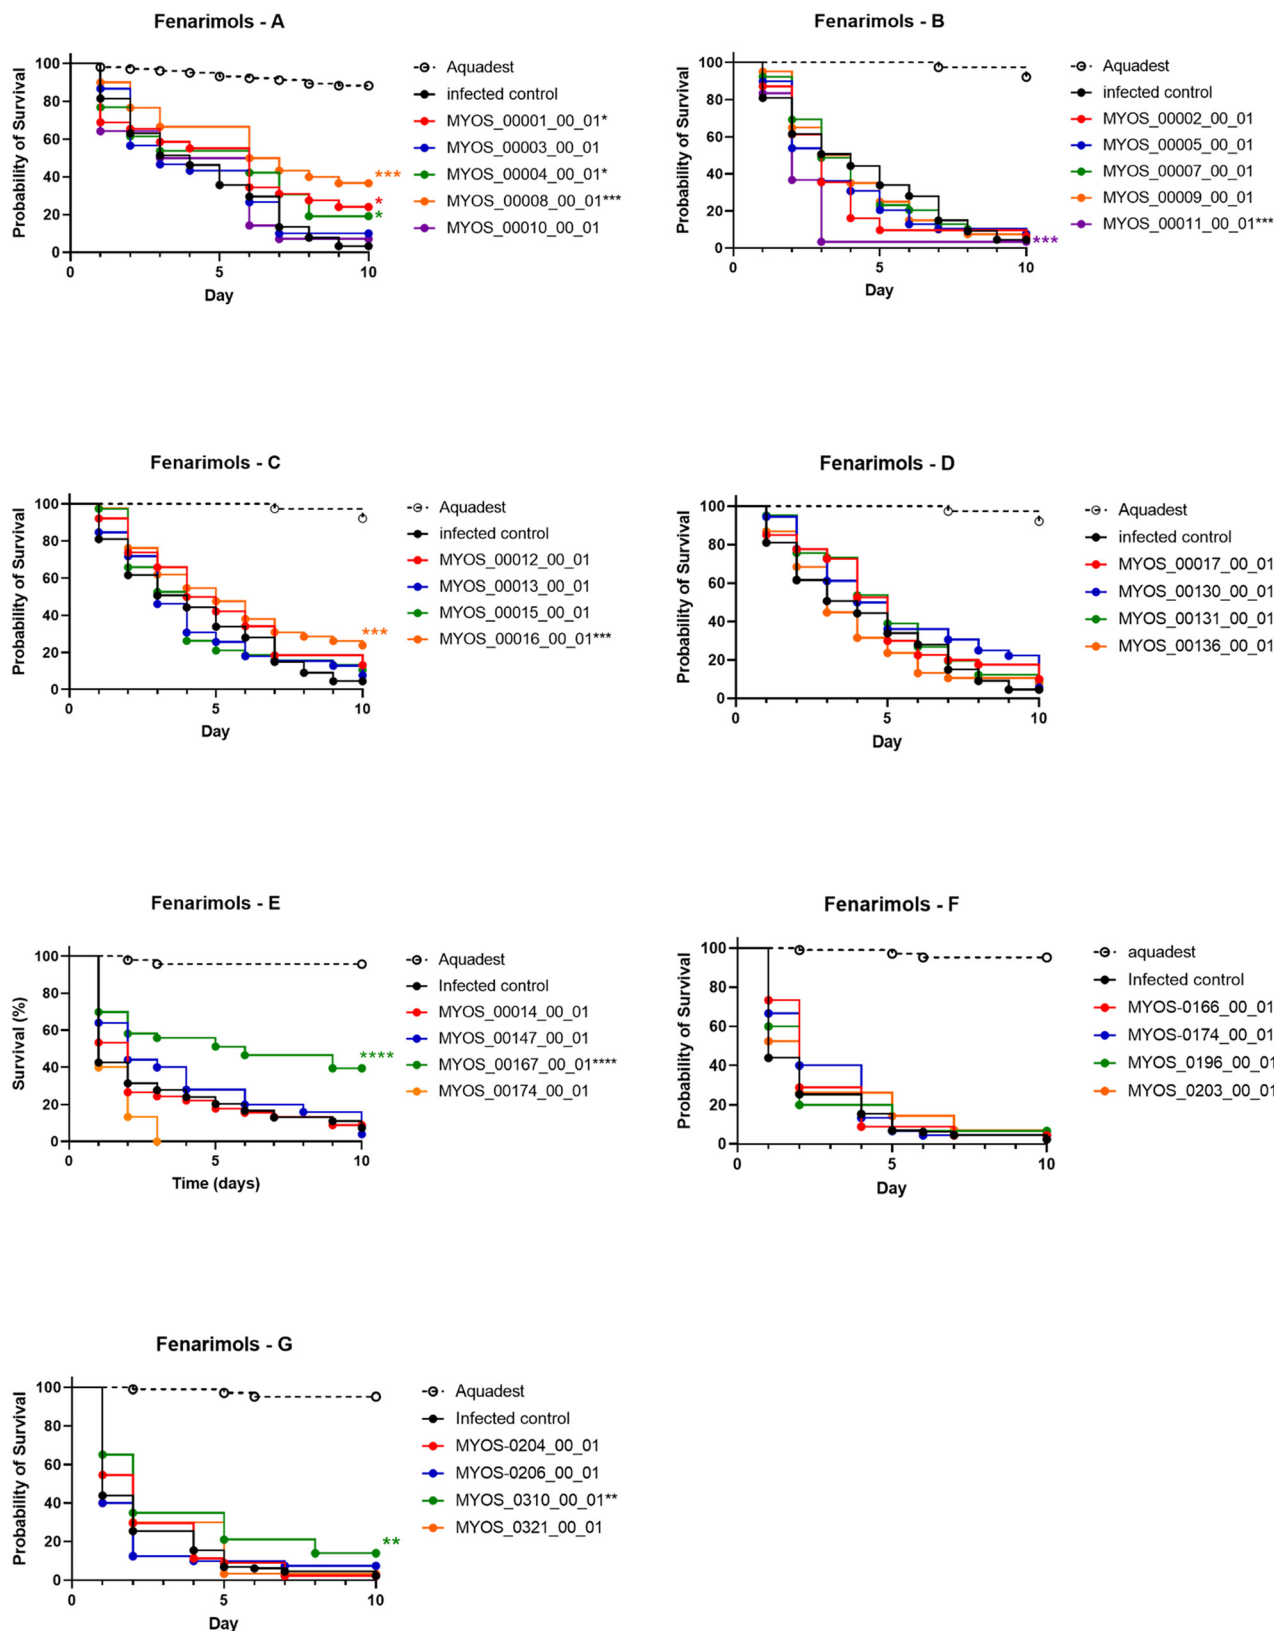 Fenarimols - A
Probability of Survival
100
80
60
40
20
0
0
5
10
Day
***
*
*
Aquadest
infected control
MYOS_00001_00_01*
MYOS_00003_00_01
MYOS_00004_00_01*
MYOS_00008_00_01***
MYOS_00010_00_01
Fenarimols - B
Probability of Survival
100
80
60
40
20
0
0
5
10
Day
***
Aquadest
infected control
MYOS_00002_00_01
MYOS_00005_00_01
MYOS_00007_00_01
MYOS_00009_00_01
MYOS_00011_00_01***
Fenarimols - C
Probability of Survival
100
80
60
40
20
0
0
5
10
Day
***
Aquadest
infected control
MYOS_00012_00_01
MYOS_00013_00_01
MYOS_00015_00_01
MYOS_00016_00_01***
Fenarimols - D
Probability of Survival
100
80
60
40
20
0
0
5
10
Day
Aquadest
infected control
MYOS_00017_00_01
MYOS_00130_00_01
MYOS_00131_00_01
MYOS_00136_00_01
Fenarimols - E
Survival (%)
100
80
60
40
20
0
0
5
10
Time (days)
****
Aquadest
Infected control
MYOS_00014_00_01
MYOS_00147_00_01
MYOS_00167_00_01****
MYOS_00174_00_01
Fenarimols - F
Probability of Survival
100
80
60
40
20
0
0
5
10
Day
aquadest
Infected control
MYOS-0166_00_01
MYOS-0174_00_01
MYOS_0196_00_01
MYOS_0203_00_01
Fenarimols - G
Probability of Survival
100
80
60
40
20
0
0
5
10
Day
**
Aquadest
Infected control
MYOS-0204_00_01
MYOS-0206_00_01
MYOS_0310_00_01**
MYOS_0321_00_01